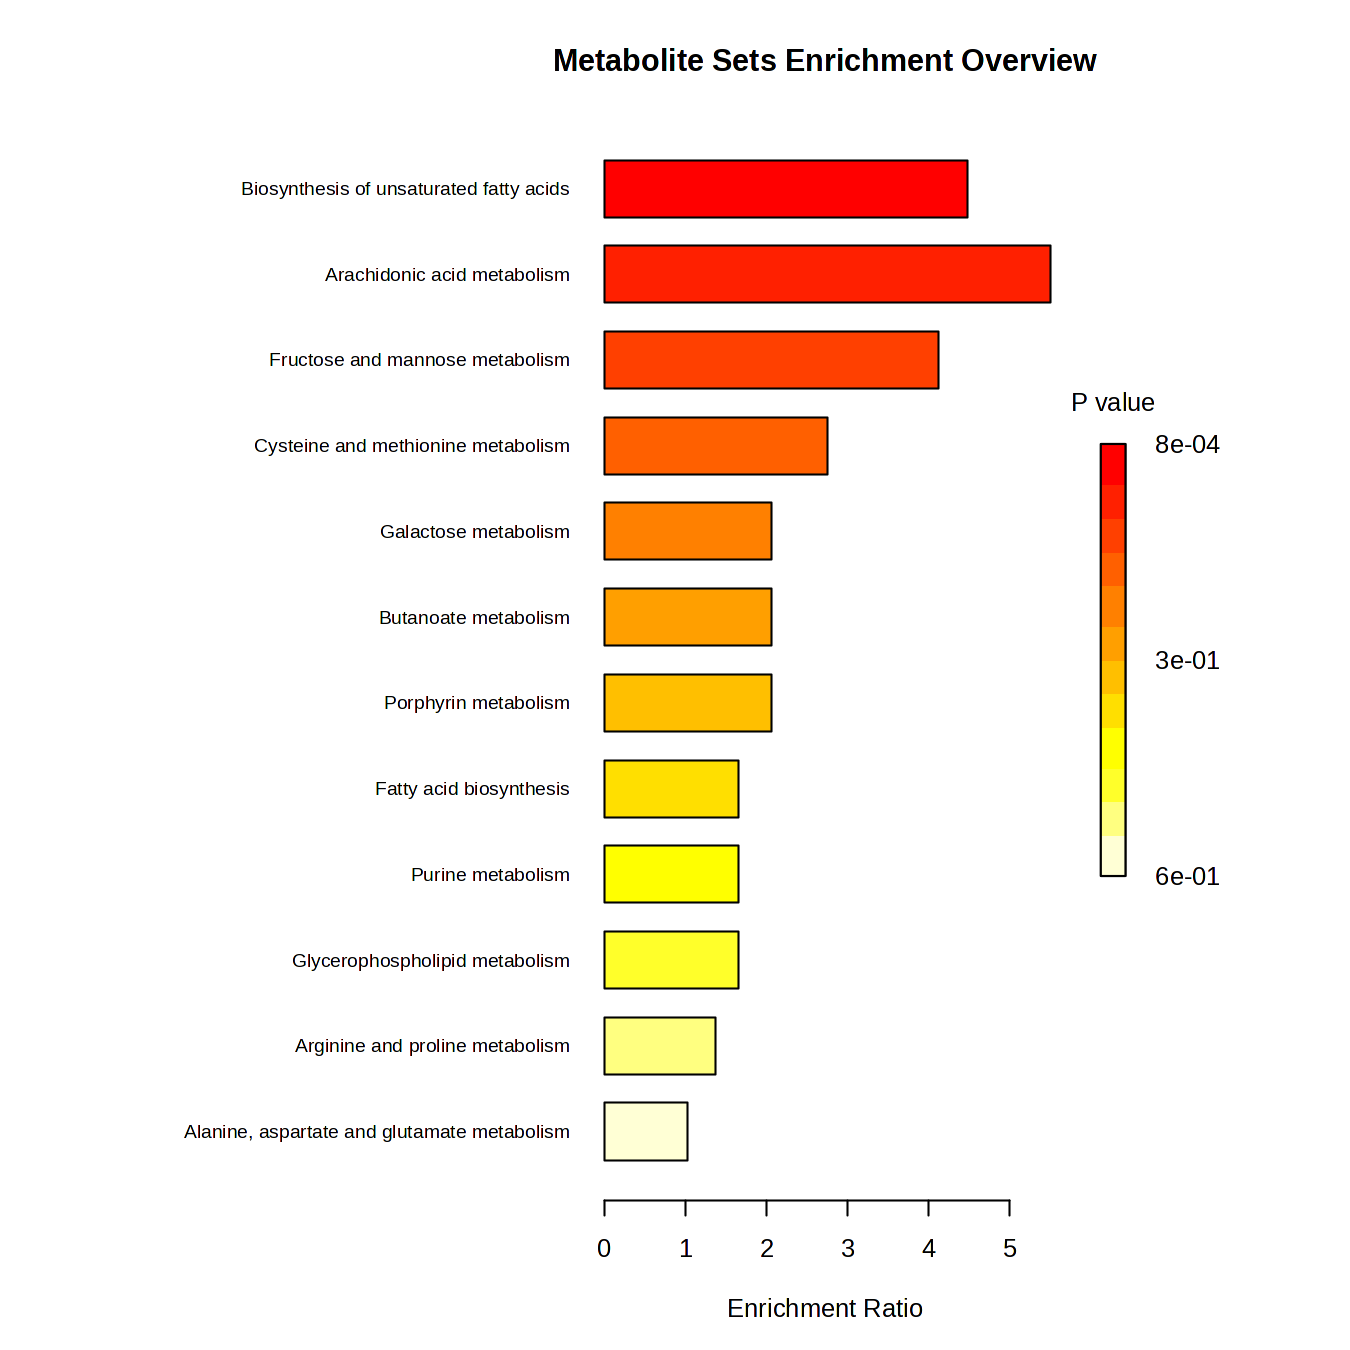 Metabolite Sets Enrichment Overview
Biosynthesis of unsaturated fatty acids
Arachidonic acid metabolism
Fructose and mannose metabolism
Cysteine and methionine metabolism
Galactose metabolism
Butanoate metabolism
Porphyrin metabolism
Fatty acid biosynthesis
Purine metabolism
Glycerophospholipid metabolism
Arginine and proline metabolism
Alanine, aspartate and glutamate metabolism
P value
8e-04
3e-01
6e-01
0 1 2 3 4 5
Enrichment Ratio